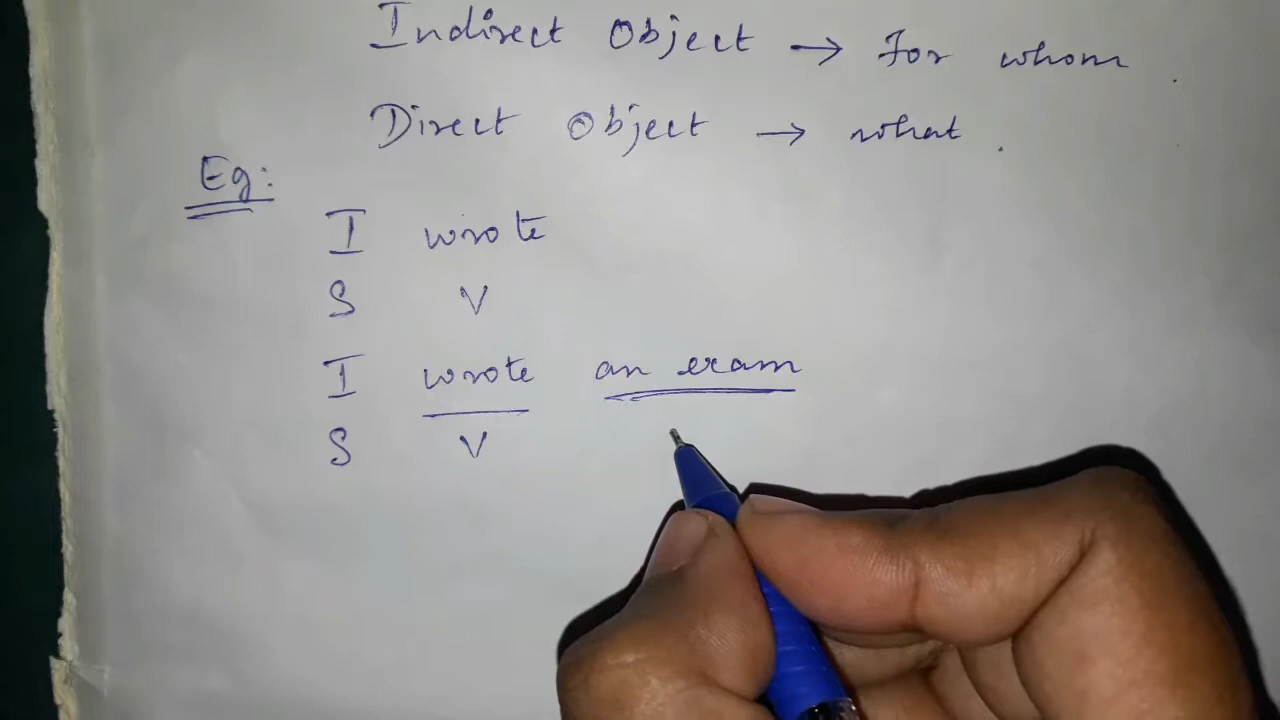 Indirect Object → For whom.
Direct Object → what.
Eg:
I wrote
S V
I wrote an exam
S V